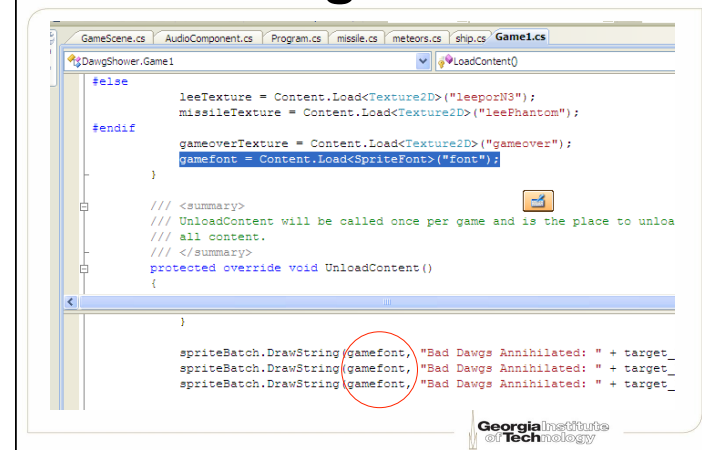 GameScene.cs AudioComponent.cs Program.cs missile.cs meteors.cs ship.cs Game1.cs
DawgShower.Game1 LoadContent()
#else
leeTexture = Content.Load<Texture2D>("leeporN3");
missileTexture = Content.Load<Texture2D>("leePhantom");
#endif
gameoverTexture = Content.Load<Texture2D>("gameover");
gamefont = Content.Load<SpriteFont>("font");
}
/// <summary>
/// UnloadContent will be called once per game and is the place to unloa
/// all content.
/// </summary>
protected override void UnloadContent()
{
}
spriteBatch.DrawString(gamefont, "Bad Dawgs Annihilated: " + target_
spriteBatch.DrawString(gamefont, "Bad Dawgs Annihilated: " + target_
spriteBatch.DrawString(gamefont, "Bad Dawgs Annihilated: " + target_
Georgia Institute
of Technology